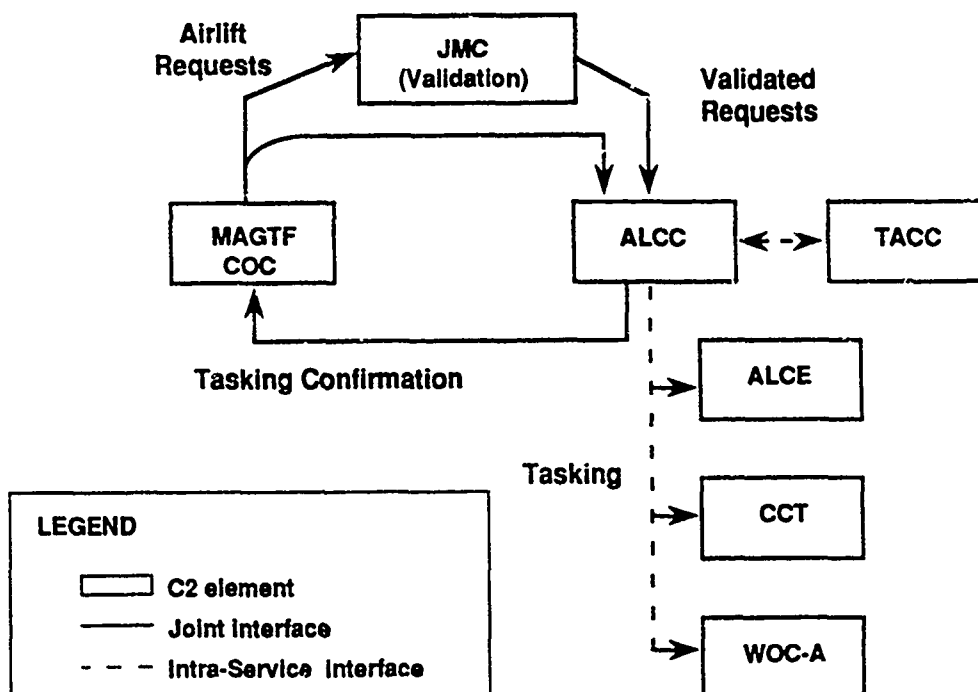 Airlift
Requests
JMC
(Validation)
Validated
Requests
MAGTF
COC
ALCC
TACC
Tasking Confirmation
ALCE
Tasking
CCT
WOC-A
LEGEND
C2 element
Joint interface
Intra-Service interface